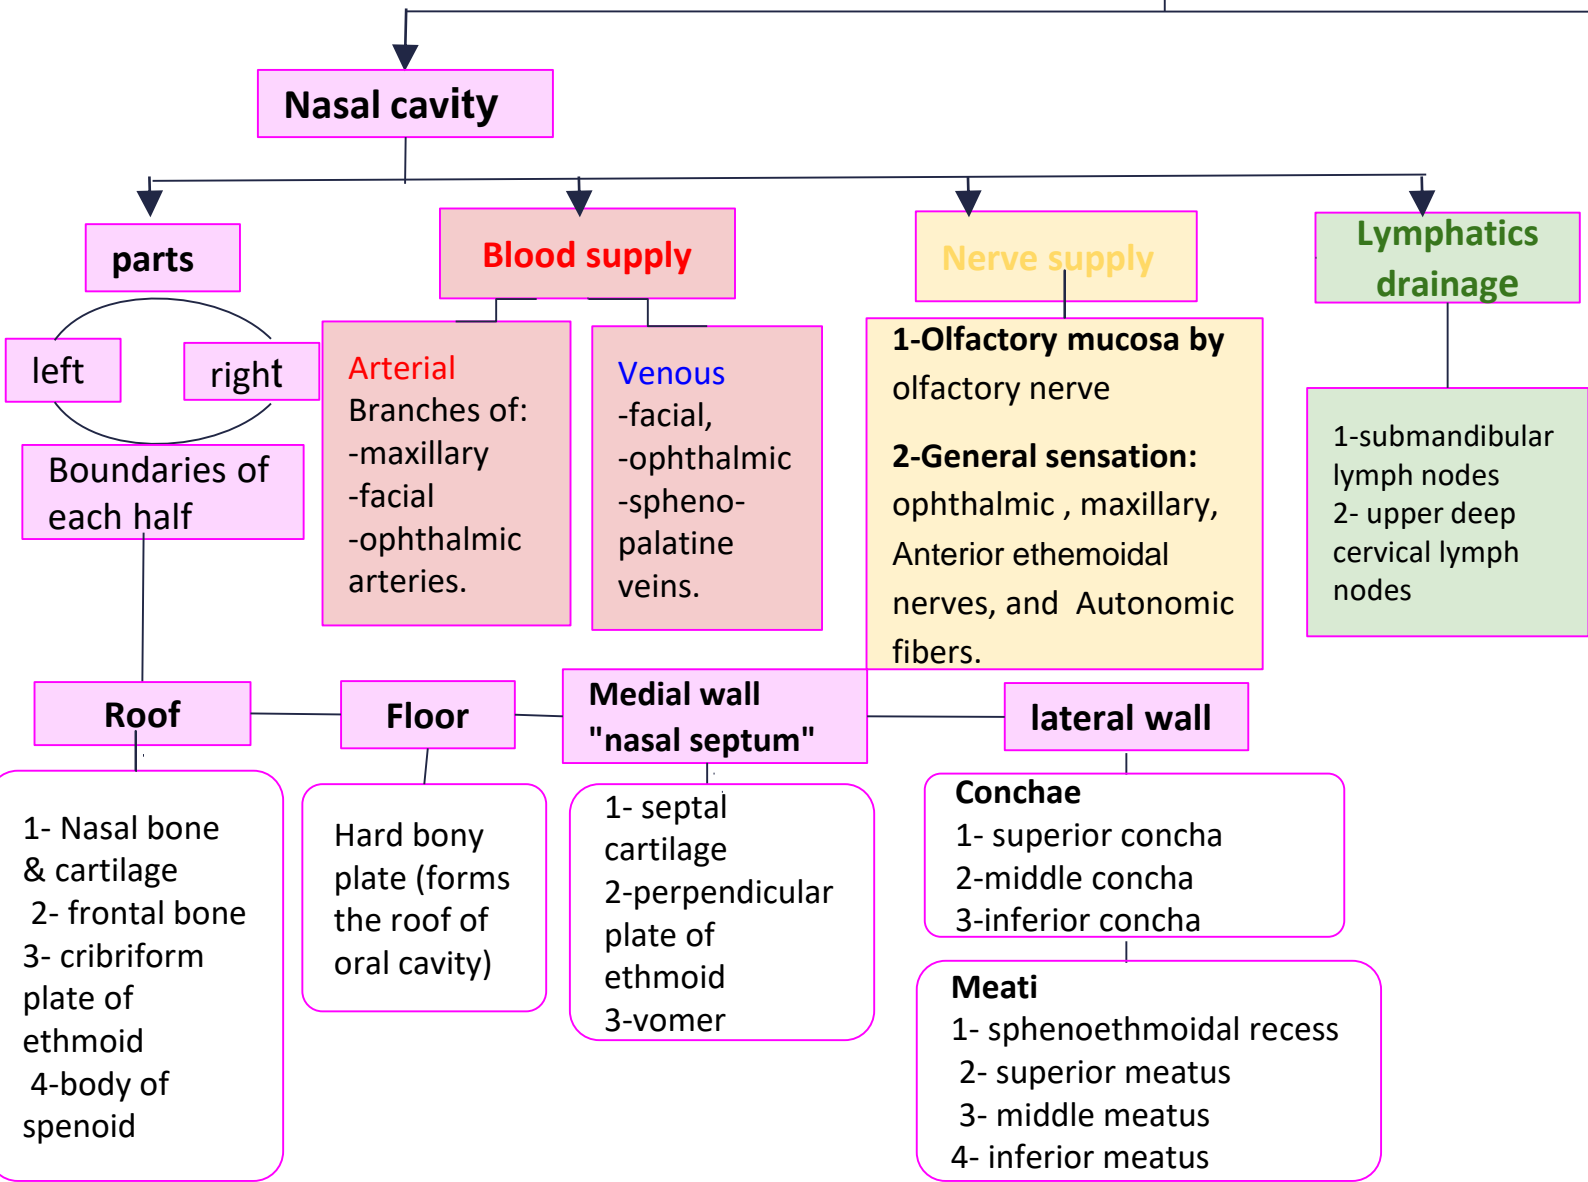 Nasal cavity
parts
left
right
Boundaries of
each half
Blood supply
Arterial
Branches of:
-maxillary
-facial
-ophthalmic
arteries.
Venous
-facial,
-ophthalmic
-spheno-
palatine
veins.
Nerve supply
1-Olfactory mucosa by
olfactory nerve
2-General sensation:
ophthalmic , maxillary,
Anterior ethemoidal
nerves, and Autonomic
fibers.
Lymphatics
drainage
1-submandibular
lymph nodes
2- upper deep
cervical lymph
nodes
Roof
1- Nasal bone
& cartilage
2- frontal bone
3- cribriform
plate of
ethmoid
4-body of
spenoid
Floor
Hard bony
plate (forms
the roof of
oral cavity)
Medial wall
"nasal septum"
1- septal
cartilage
2-perpendicular
plate of
ethmoid
3-vomer
lateral wall
Conchae
1- superior concha
2-middle concha
3-inferior concha
Meati
1- sphenoethmoidal recess
2- superior meatus
3- middle meatus
4- inferior meatus